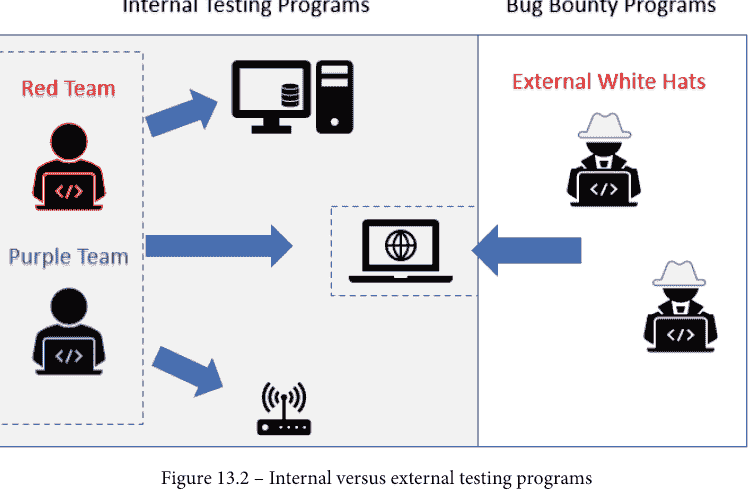 Internal Testing Programs
Bug Bounty Programs
Red Team
External White Hats
</>
</>
Purple Team
</>
</>
</>
Figure 13.2 – Internal versus external testing programs